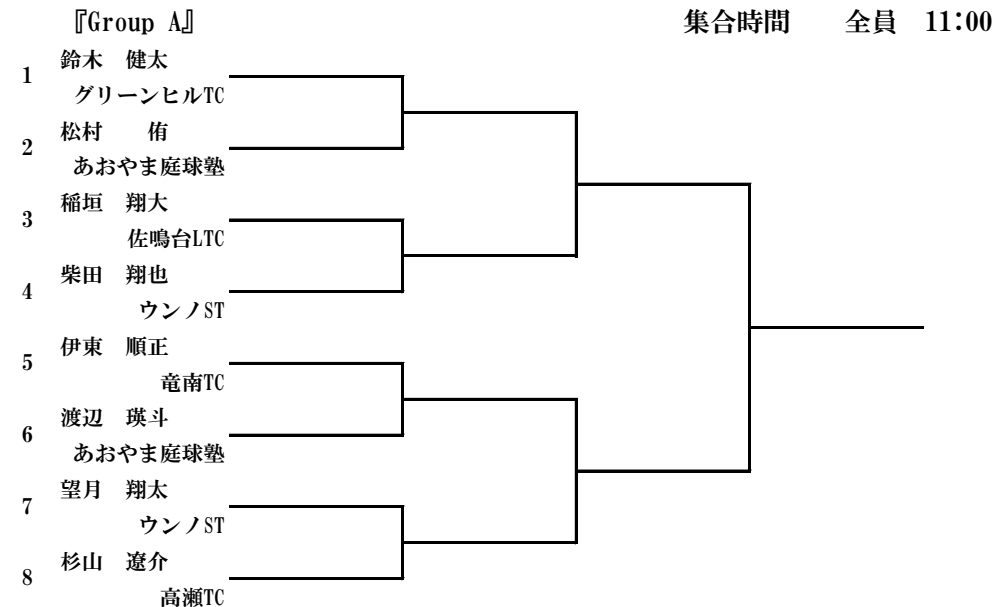 『Group A』 集合時間 全員 11:00
1 鈴木 健太
グリーンヒルTC
2 松村 侑
あおやま庭球塾
3 稲垣 翔大
佐鳴台LTC
4 柴田 翔也
ウンノST
5 伊東 順正
竜南TC
6 渡辺 瑛斗
あおやま庭球塾
7 望月 翔太
ウンノST
8 杉山 遼介
高瀬TC